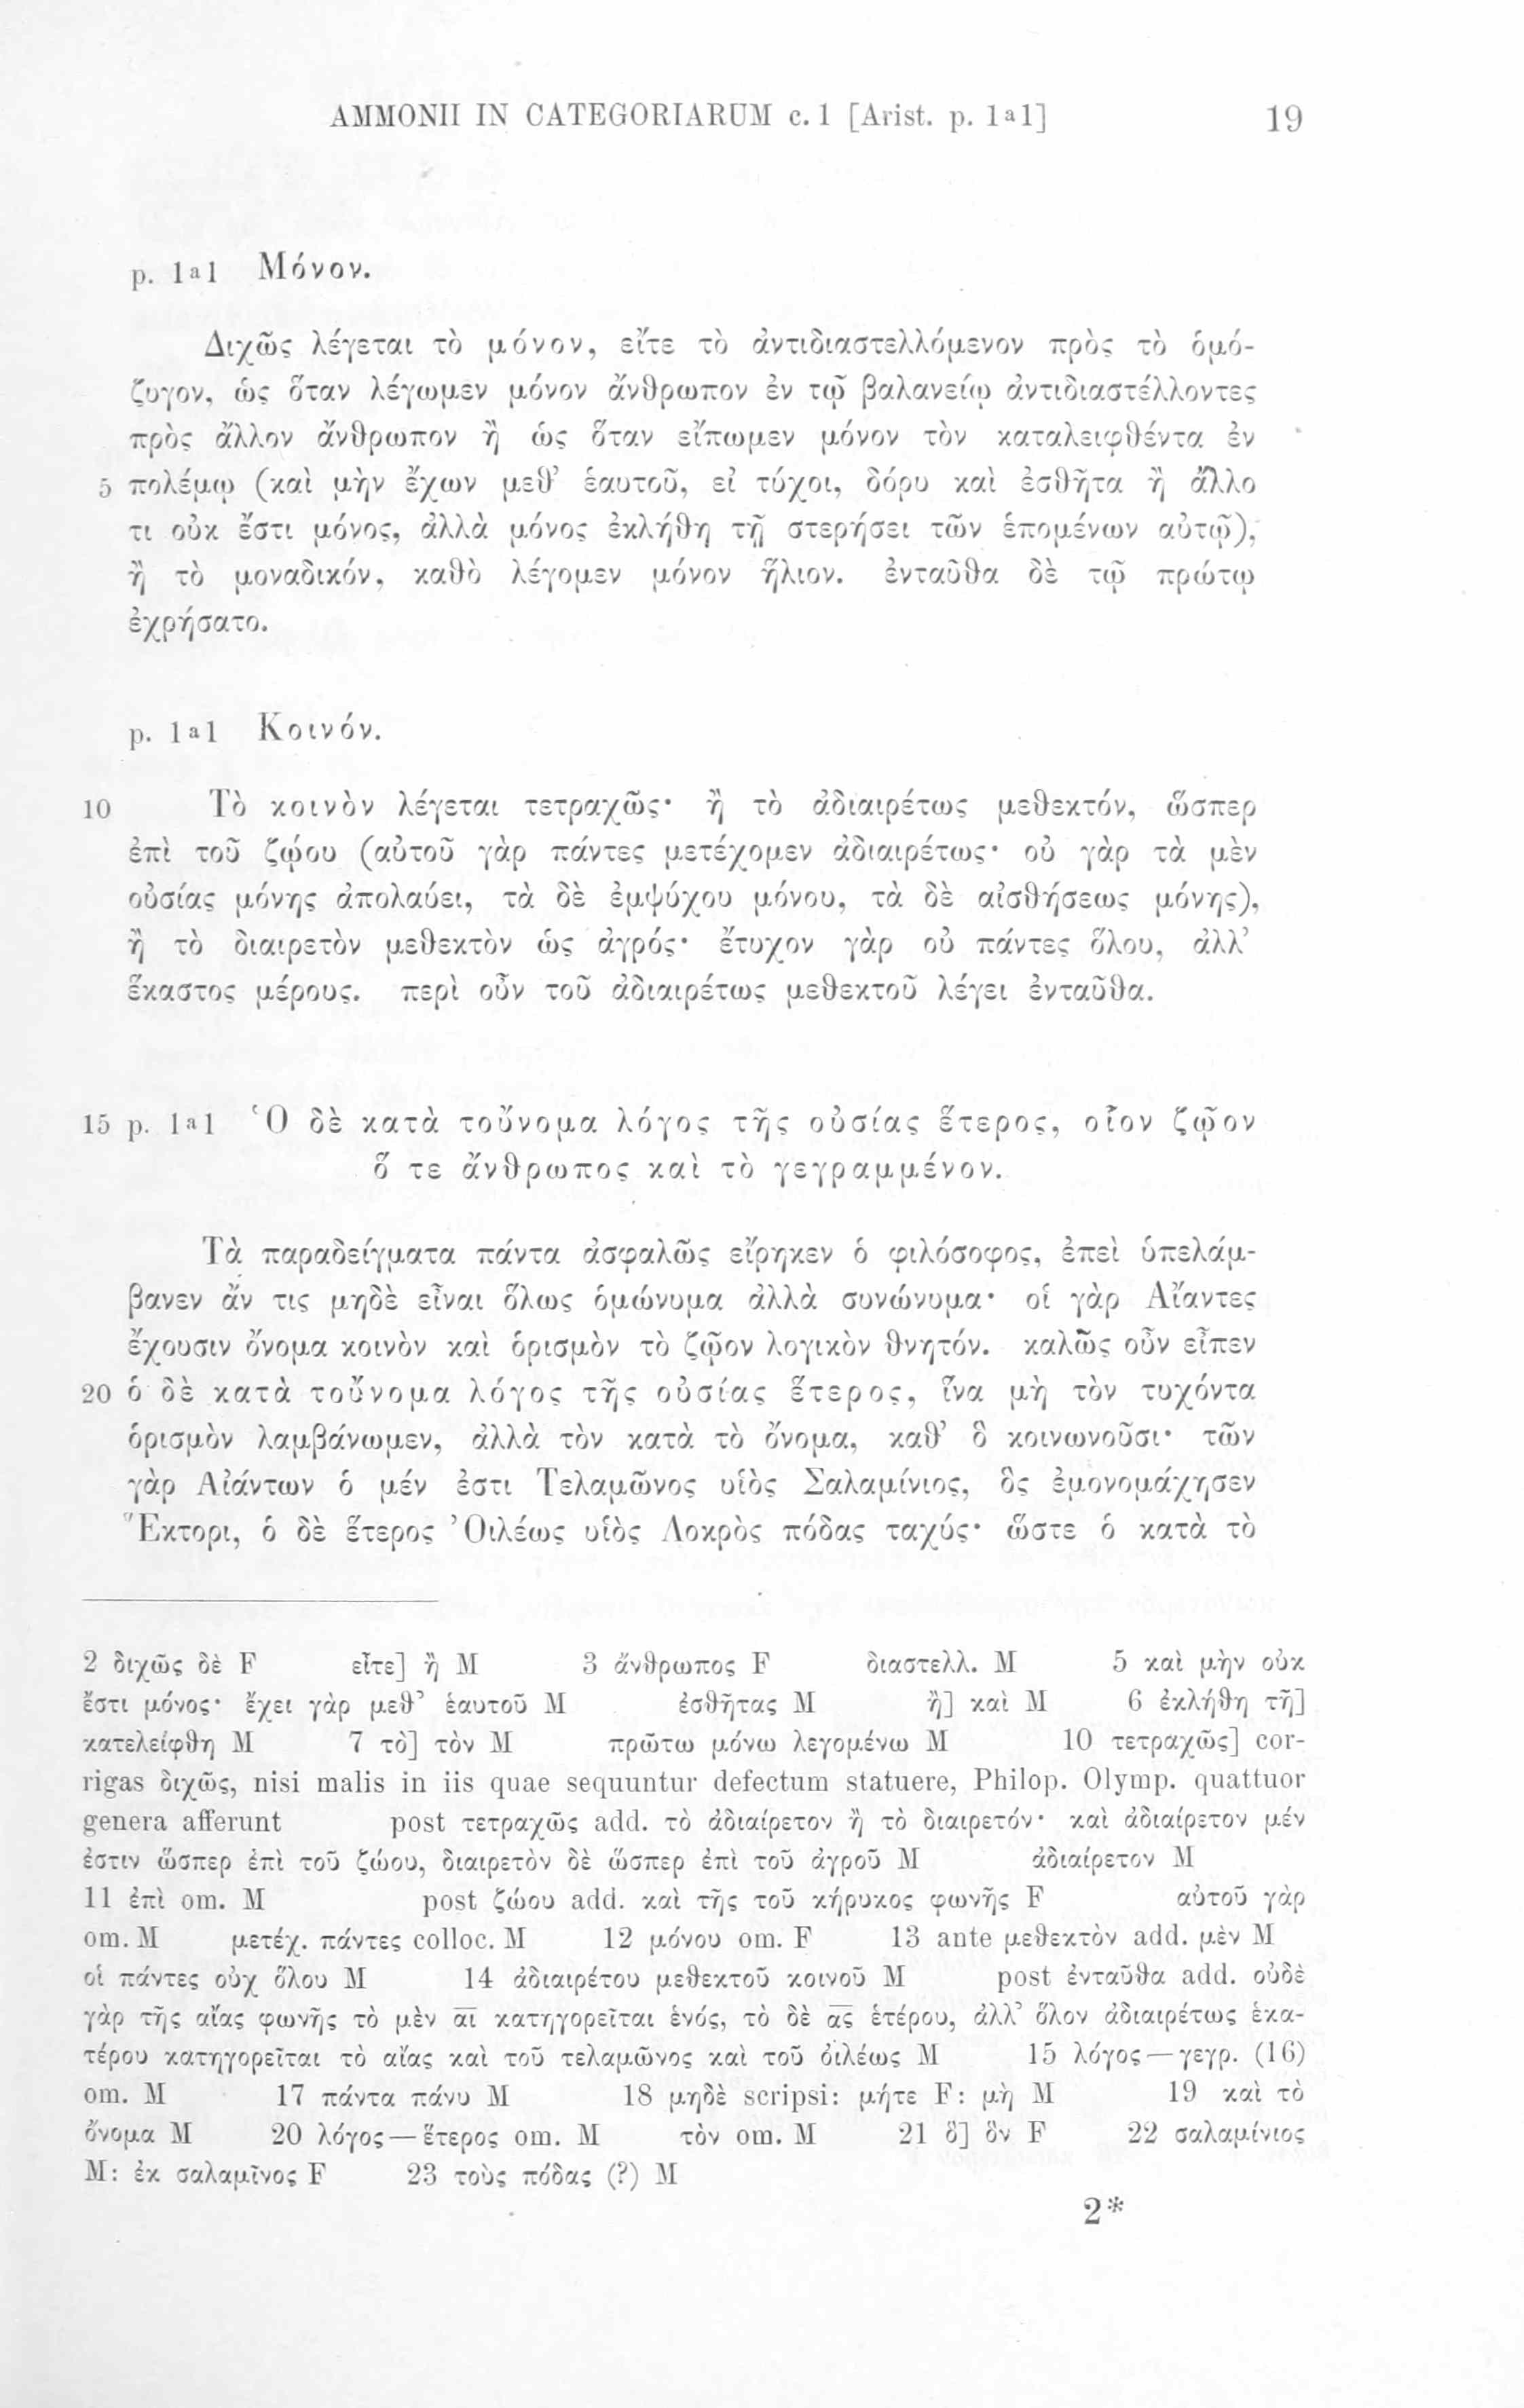 AMMONII IN CATEGORIARUM c. 1 [Arist. p. 1a1] 19
p. 1a1 Μόνον.
Διχῶς λέγεται τὸ μόνον, εἴτε τὸ ἀντιδιαστελλόμενον πρὸς τὸ ὁμό-
ζυγον, ὡς ὅταν λέγωμεν μόνον ἄνθρωπον ἐν τῷ βαλανείῳ ἀντιδιαστέλλοντες
πρὸς ἄλλον ἄνθρωπον ἢ ὡς ὅταν εἴπωμεν μόνον τὸν καταλειφθέντα ἐν
5 πολέμῳ (καὶ μὴν ἔχων μεθ’ ἑαυτοῦ, εἰ τύχοι, δόρυ καὶ ἐσθῆτα ἢ ἄλλο
τι οὐκ ἔστι μόνος, ἀλλὰ μόνος ἐκλήθη τῇ στερήσει τῶν ἑπομένων αὐτῷ),
ἢ τὸ μοναδικόν, καθὸ λέγομεν μόνον ἥλιον. ἐνταῦθα δὲ τῷ πρώτῳ
ἐχρήσατο.
p. 1a1 Κοινόν.
10 Τὸ κοινὸν λέγεται τετραχῶς· ἢ τὸ ἀδιαιρέτως μεθεκτόν, ὥσπερ
ἐπὶ τοῦ ζῴου (αὐτοῦ γὰρ πάντες μετέχομεν ἀδιαιρέτως· οὐ γὰρ τὰ μὲν
οὐσίας μόνης ἀπολαύει, τὰ δὲ ἐμψύχου μόνου, τὰ δὲ αἰσθήσεως μόνης),
ἢ τὸ διαιρετὸν μεθεκτὸν ὡς ἀγρός· ἔτυχον γὰρ οὐ πάντες ὅλου, ἀλλ’
ἕκαστος μέρους. περὶ οὖν τοῦ ἀδιαιρέτως μεθεκτοῦ λέγει ἐνταῦθα.
15 p. 1a1 Ὁ δὲ κατὰ τοὔνομα λόγος τῆς οὐσίας ἕτερος, οἷον ζῷον
ὅ τε ἄνθρωπος καὶ τὸ γεγραμμένον.
Τὰ παραδείγματα πάντα ἀσφαλῶς εἴρηκεν ὁ φιλόσοφος, ἐπεὶ ὑπελάμ-
βανεν ἄν τις μηδὲ εἶναι ὅλως ὁμώνυμα ἀλλὰ συνώνυμα· οἱ γὰρ Αἴαντες
ἔχουσιν ὄνομα κοινὸν καὶ ὁρισμὸν τὸ ζῷον λογικὸν θνητόν. καλῶς οὖν εἶπεν
20 ὁ δὲ κατὰ τοὔνομα λόγος τῆς οὐσίας ἕτερος, ἵνα μὴ τὸν τυχόντα
ὁρισμὸν λαμβάνωμεν, ἀλλὰ τὸν κατὰ τὸ ὄνομα, καθ’ ὃ κοινωνοῦσι· τῶν
γὰρ Αἰάντων ὁ μέν ἐστι Τελαμῶνος υἱὸς Σαλαμίνιος, ὃς ἐμονομάχησεν
Ἕκτορι, ὁ δὲ ἕτερος Ὀιλέως υἱὸς Λοκρὸς πόδας ταχύς· ὥστε ὁ κατὰ τὸ
2 διχῶς δὲ F εἴτε] ἢ M 3 ἄνθρωπος F διαστελλ. M 5 καὶ μὴν οὐκ
ἔστι μόνος· ἔχει γὰρ μεθ’ ἑαυτοῦ M ἐσθῆτας M ἢ] καὶ M 6 ἐκλήθη τῇ]
κατελείφθη M 7 τὸ] τὸν M πρώτω μόνω λεγομένω M 10 τετραχῶς] cor-
rigas διχῶς, nisi malis in iis quae sequuntur defectum statuere, Philop. Olymp. quattuor
genera afferunt post τετραχῶς add. τὸ ἀδιαίρετον ἢ τὸ διαιρετόν· καὶ ἀδιαίρετον μέν
ἐστιν ὥσπερ ἐπὶ τοῦ ζώου, διαιρετὸν δὲ ὥσπερ ἐπὶ τοῦ ἀγροῦ M ἀδιαίρετον M
11 ἐπὶ om. M post ζώου add. καὶ τῆς τοῦ κήρυκος φωνῆς F αὐτοῦ γὰρ
om. M μετέχ. πάντες colloc. M 12 μόνου om. F 13 ante μεθεκτὸν add. μὲν M
οἱ πάντες οὐχ ὅλου M 14 ἀδιαιρέτου μεθεκτοῦ κοινοῦ M post ἐνταῦθα add. οὐδὲ
γὰρ τῆς αἴας φωνῆς τὸ μὲν αι κατηγορεῖται ἑνός, τὸ δὲ ας ἑτέρου, ἀλλ’ ὅλον ἀδιαιρέτως ἑκα-
τέρου κατηγορεῖται τὸ αἴας καὶ τοῦ τελαμῶνος καὶ τοῦ ὀιλέως M 15 λόγος—γεγρ. (16)
om. M 17 πάντα πάνυ M 18 μηδὲ scripsi: μήτε F: μὴ M 19 καὶ τὸ
ὄνομα M 20 λόγος—ἕτερος om. M τὸν om. M 21 ὃ] ὃν F 22 σαλαμίνιος
M: ἐκ σαλαμῖνος F 23 τοὺς πόδας (?) M
2*